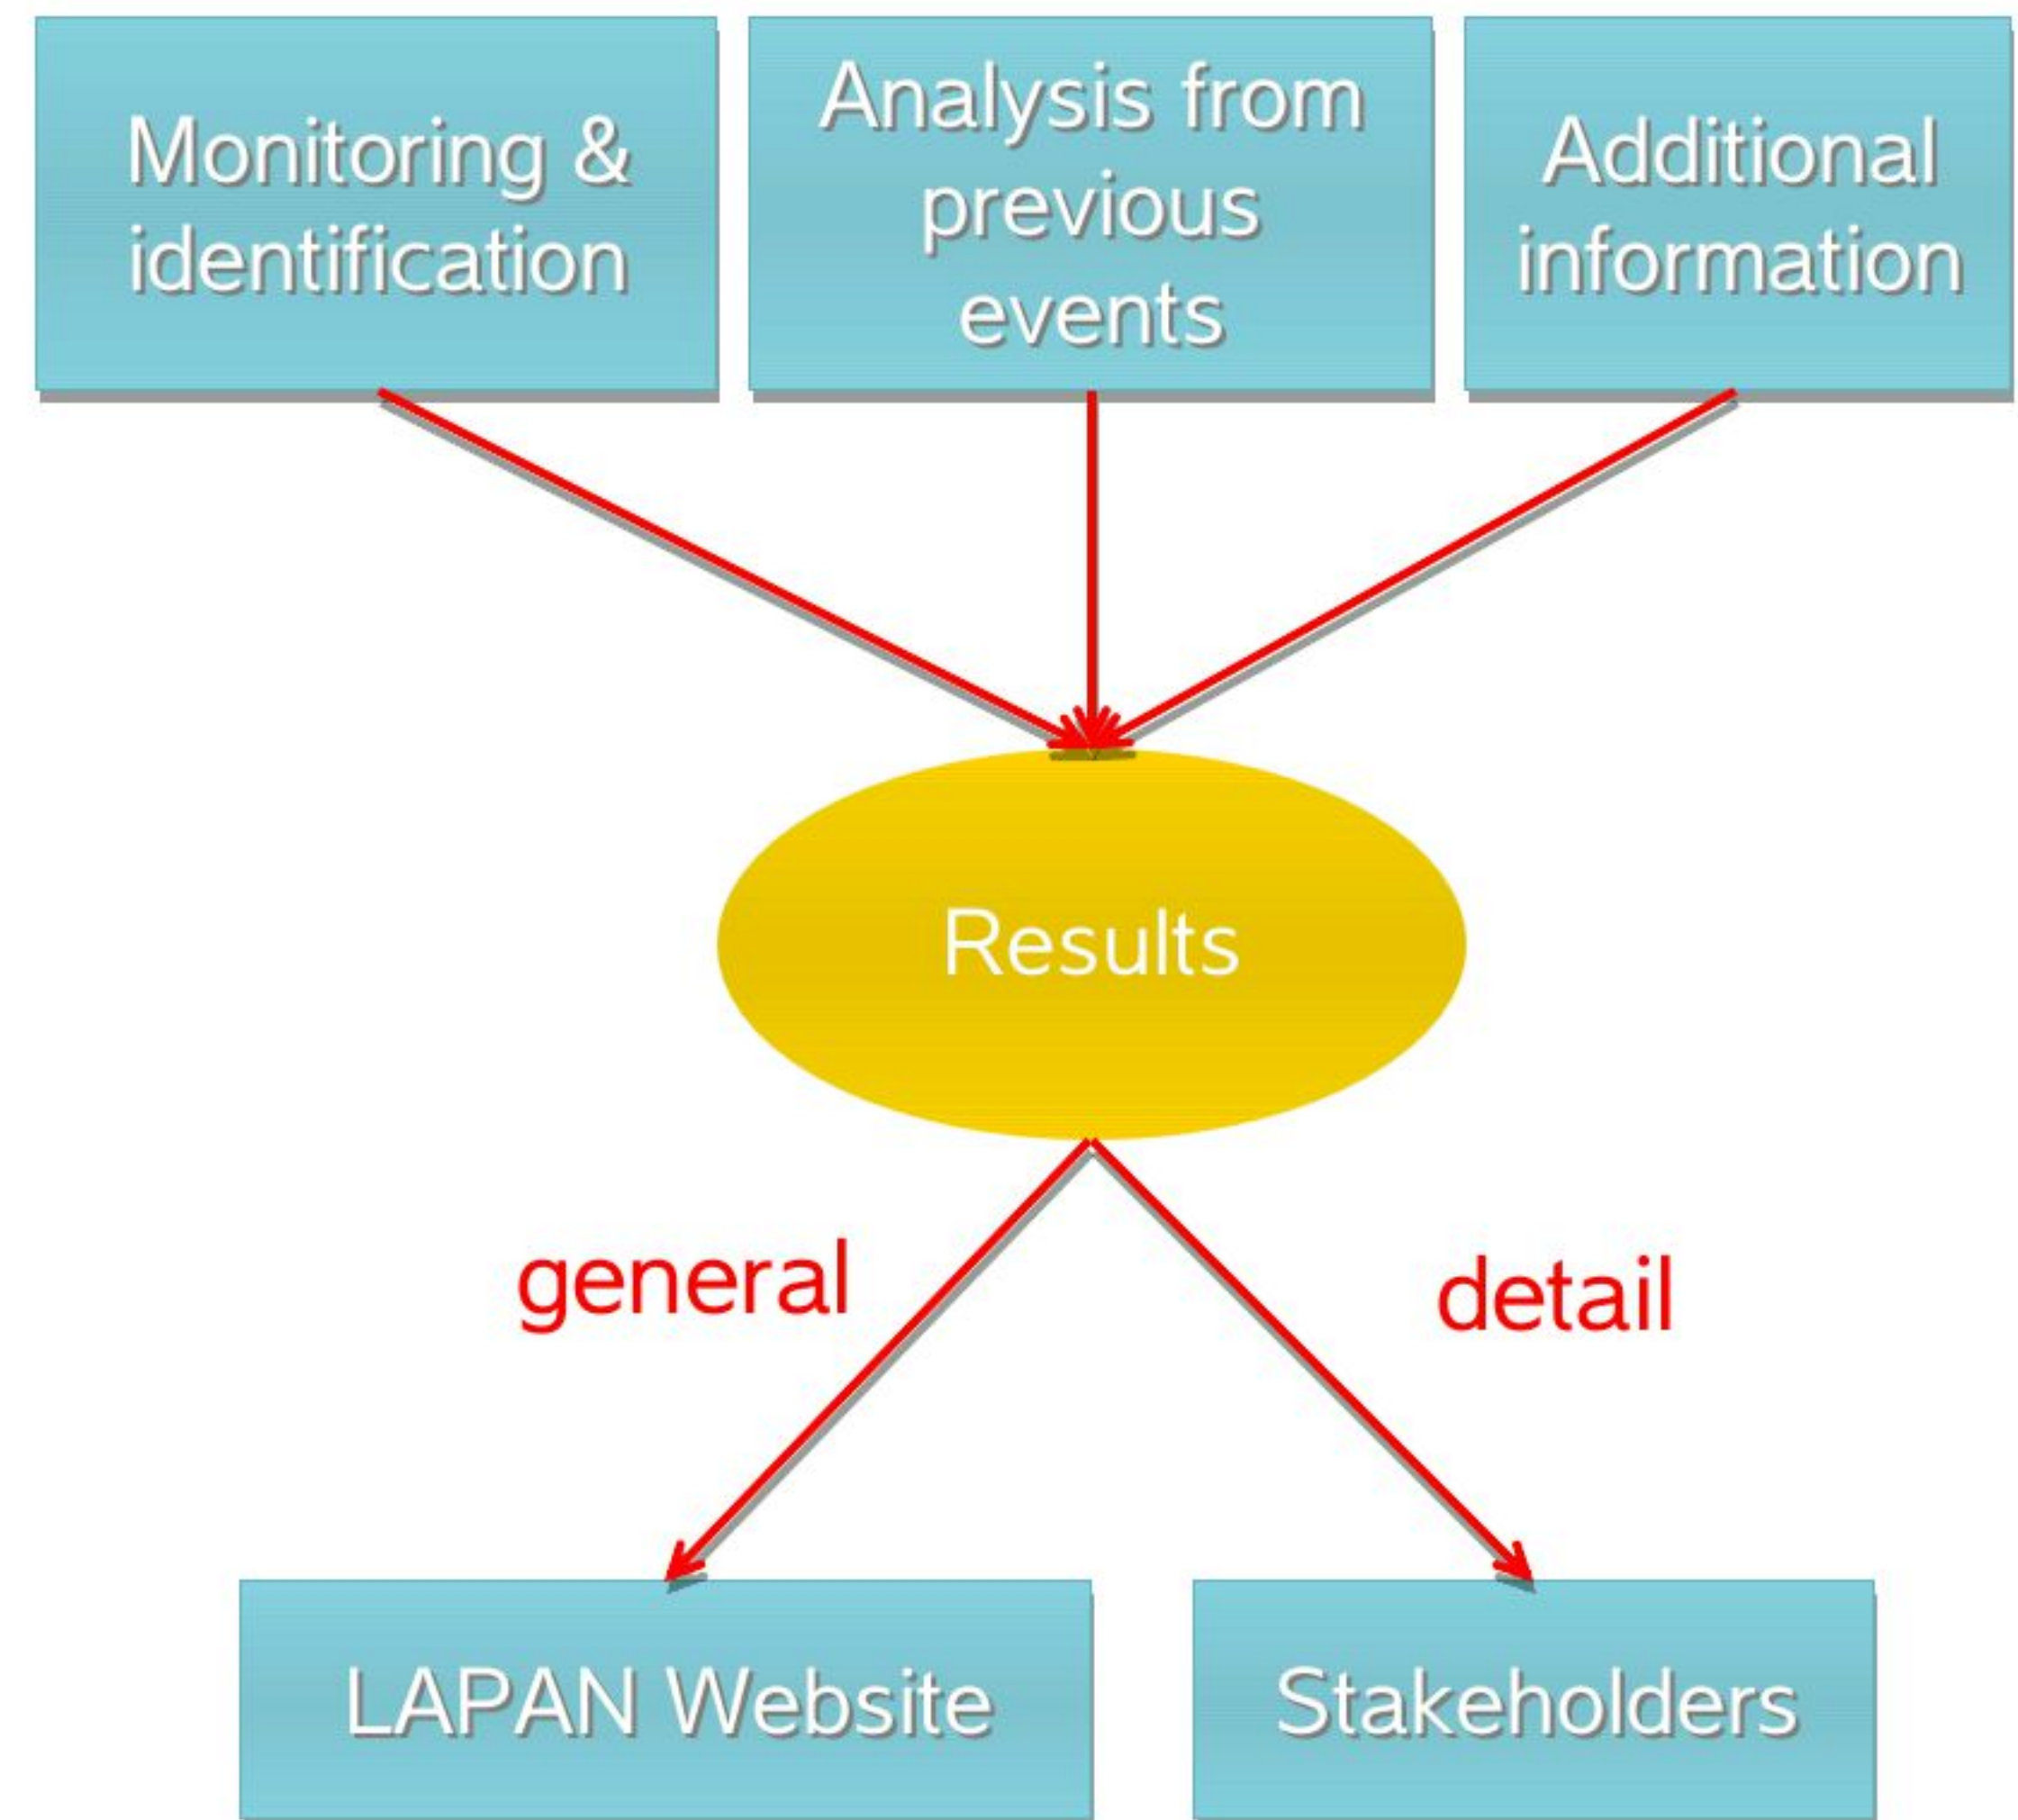 Monitoring &
identification
Analysis from
previous
events
Additional
information
Results
general
detail
LAPAN Website
Stakeholders